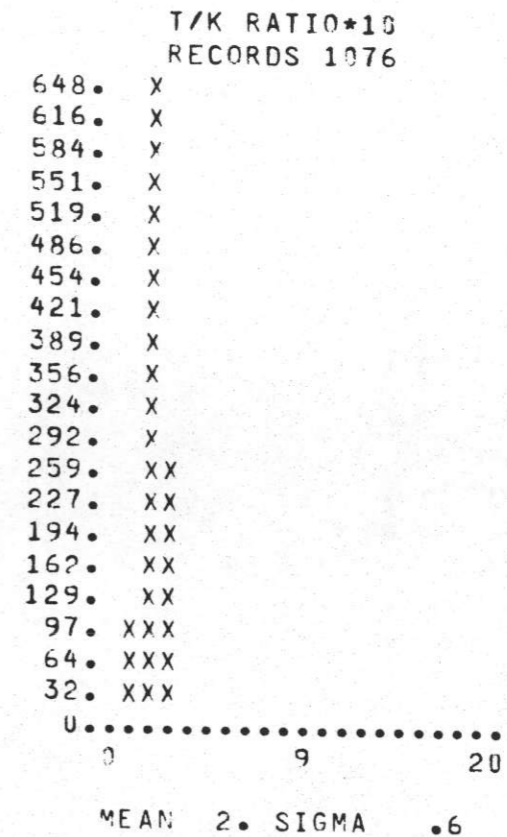 T/K RATIO*10
RECORDS 1076
648. X
616. X
584. X
551. X
519. X
486. X
454. X
421. X
389. X
356. X
324. X
292. X
259. XX
227. XX
194. XX
162. XX
129. XX
97. XXX
64. XXX
32. XXX
0.......................
0 9 20
MEAN 2. SIGMA .6